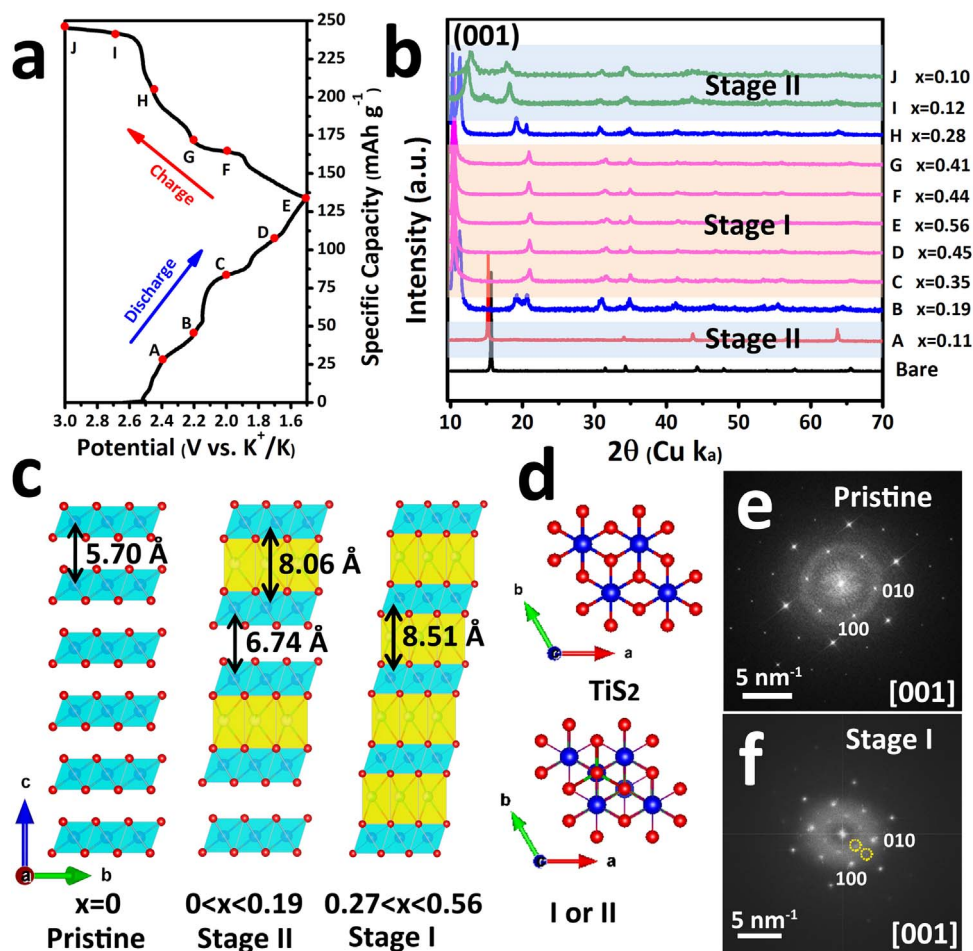 a
J
I
H
G
F
E
D
C
B
A
Charge
Discharge
250
225
200
175
150
125
100
75
50
25
0
Specific Capacity (mAh g⁻¹)
3.0 2.8 2.6 2.4 2.2 2.0 1.8 1.6
Potential (V vs. K⁺/K)
b
(001)
Stage II
Stage I
Stage II
J x=0.10
I x=0.12
H x=0.28
G x=0.41
F x=0.44
E x=0.56
D x=0.45
C x=0.35
B x=0.19
A x=0.11
Bare
Intensity (a.u.)
10 20 30 40 50 60 70
2θ (Cu ka)
c
5.70 Å
8.06 Å
6.74 Å
8.51 Å
c
a
b
x=0
Pristine
0<x<0.19
Stage II
0.27<x<0.56
Stage I
d
b
c
a
TiS2
b
c
a
I or II
e
Pristine
010
100
5 nm⁻¹
[001]
f
Stage I
010
100
5 nm⁻¹
[001]